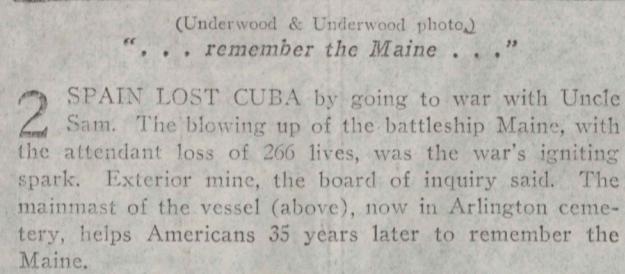 (Underwood & Underwood photo.)
“. . . remember the Maine . . .”
2 SPAIN LOST CUBA by going to war with Uncle
Sam. The blowing up of the battleship Maine, with
the attendant loss of 266 lives, was the war's igniting
spark. Exterior mine, the board of inquiry said. The
mainmast of the vessel (above), now in Arlington ceme-
tery, helps Americans 35 years later to remember the
Maine.